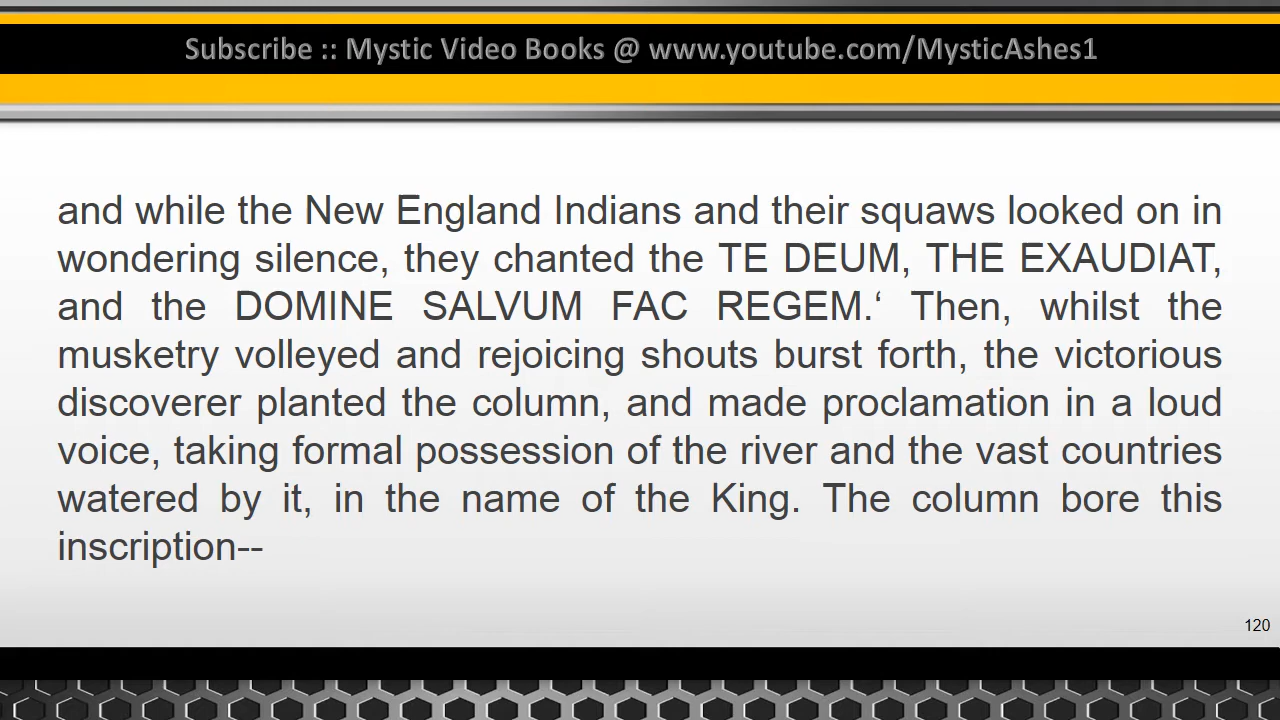 Subscribe :: Mystic Video Books @ www.youtube.com/MysticAshes1
and while the New England Indians and their squaws looked on in
wondering silence, they chanted the TE DEUM, THE EXAUDIAT,
and the DOMINE SALVUM FAC REGEM.‘ Then, whilst the
musketry volleyed and rejoicing shouts burst forth, the victorious
discoverer planted the column, and made proclamation in a loud
voice, taking formal possession of the river and the vast countries
watered by it, in the name of the King. The column bore this
inscription--
120